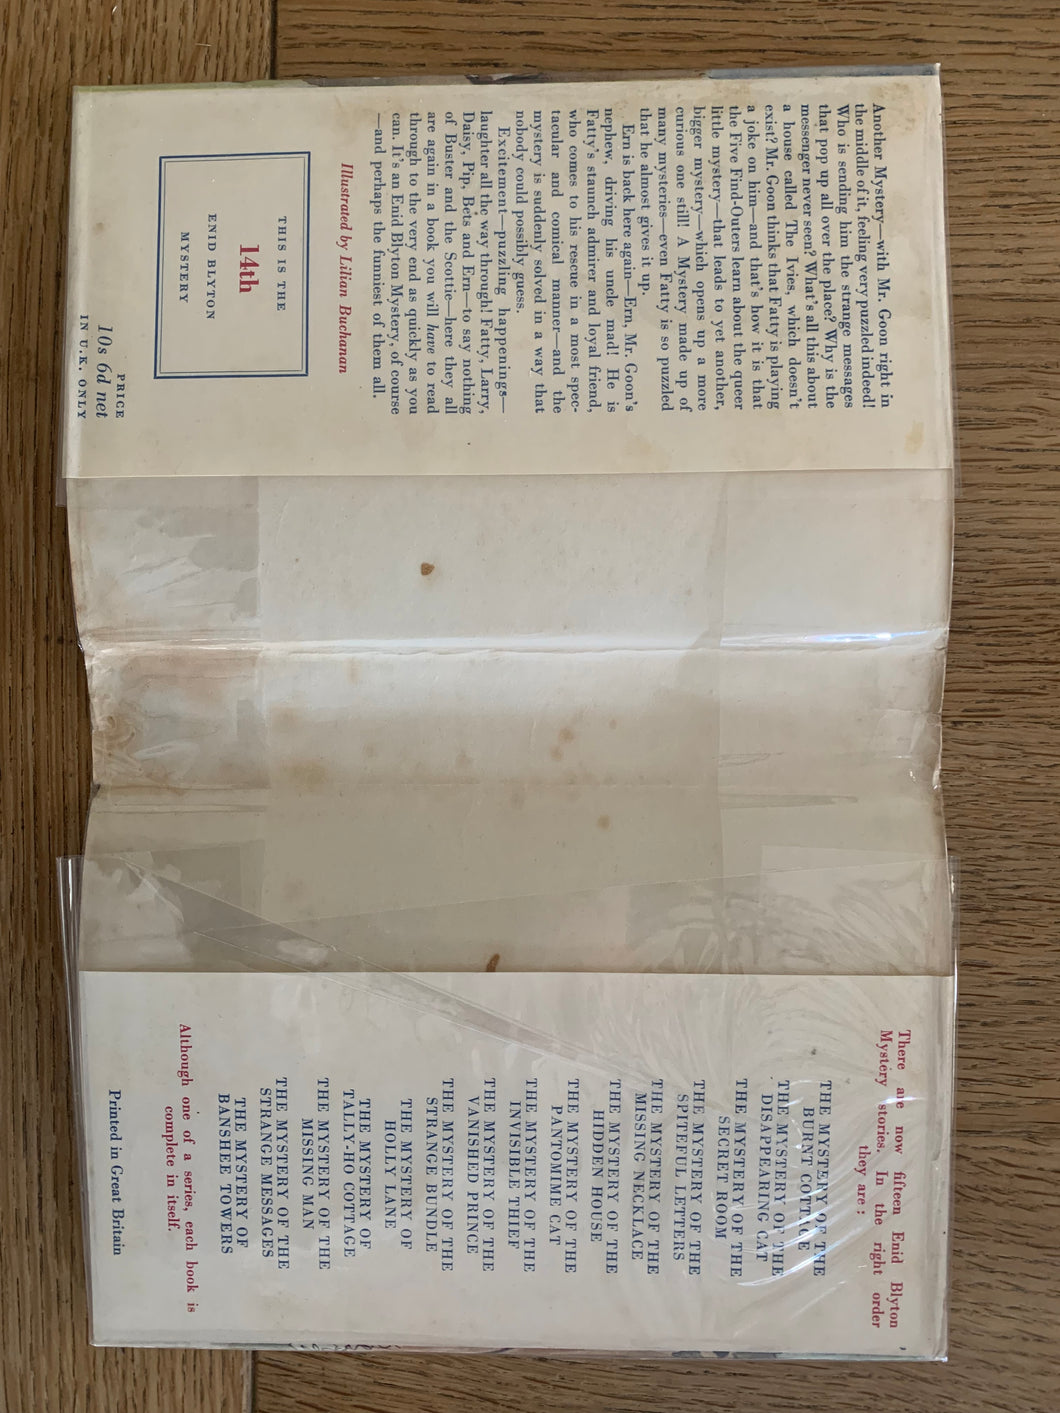 Another Mystery—with Mr. Goon right in
the middle of it, feeling very puzzled indeed!
Who is sending him the strange messages
that pop up all over the place? Why is the
messenger never seen? What's all this about
a house called The Ivies, which doesn't
exist? Mr. Goon thinks that Fatty is playing
a joke on him—and that's how it is that
the Five Find-Outers learn about the queer
little mystery—that leads to yet another,
bigger mystery—which opens up a more
curious one still! A Mystery made up of
many mysteries—even Fatty is so puzzled
that he almost gives it up.
Ern is back here again—Ern, Mr. Goon's
nephew, driving his uncle mad! He is
Fatty's staunch admirer and loyal friend,
who comes to his rescue in a most spec-
tacular and comical manner—and the
mystery is suddenly solved in a way that
nobody could possibly guess.
Excitement—puzzling happenings—
laughter all the way through! Fatty, Larry,
Daisy, Pip, Bets and Ern—to say nothing
of Buster and the Scottie—here they all
are again in a book you will have to read
through to the very end as quickly as you
can. It's an Enid Blyton Mystery, of course
—and perhaps the funniest of them all.
Illustrated by Lilian Buchanan
THIS IS THE
14th
ENID BLYTON
MYSTERY
PRICE
10s 6d net
IN U.K. ONLY
There are now fifteen Enid Blyton
Mystery stories. In the right order
they are:
THE MYSTERY OF THE
BURNT COTTAGE
THE MYSTERY OF THE
DISAPPEARING CAT
THE MYSTERY OF THE
SECRET ROOM
THE MYSTERY OF THE
SPITEFUL LETTERS
THE MYSTERY OF THE
MISSING NECKLACE
THE MYSTERY OF THE
HIDDEN HOUSE
THE MYSTERY OF THE
PANTOMIME CAT
THE MYSTERY OF THE
INVISIBLE THIEF
THE MYSTERY OF THE
VANISHED PRINCE
THE MYSTERY OF THE
STRANGE BUNDLE
THE MYSTERY OF
HOLLY LANE
THE MYSTERY OF
TALLY-HO COTTAGE
THE MYSTERY OF THE
MISSING MAN
THE MYSTERY OF THE
STRANGE MESSAGES
THE MYSTERY OF
BANSHEE TOWERS
Although one of a series, each book is
complete in itself.
Printed in Great Britain